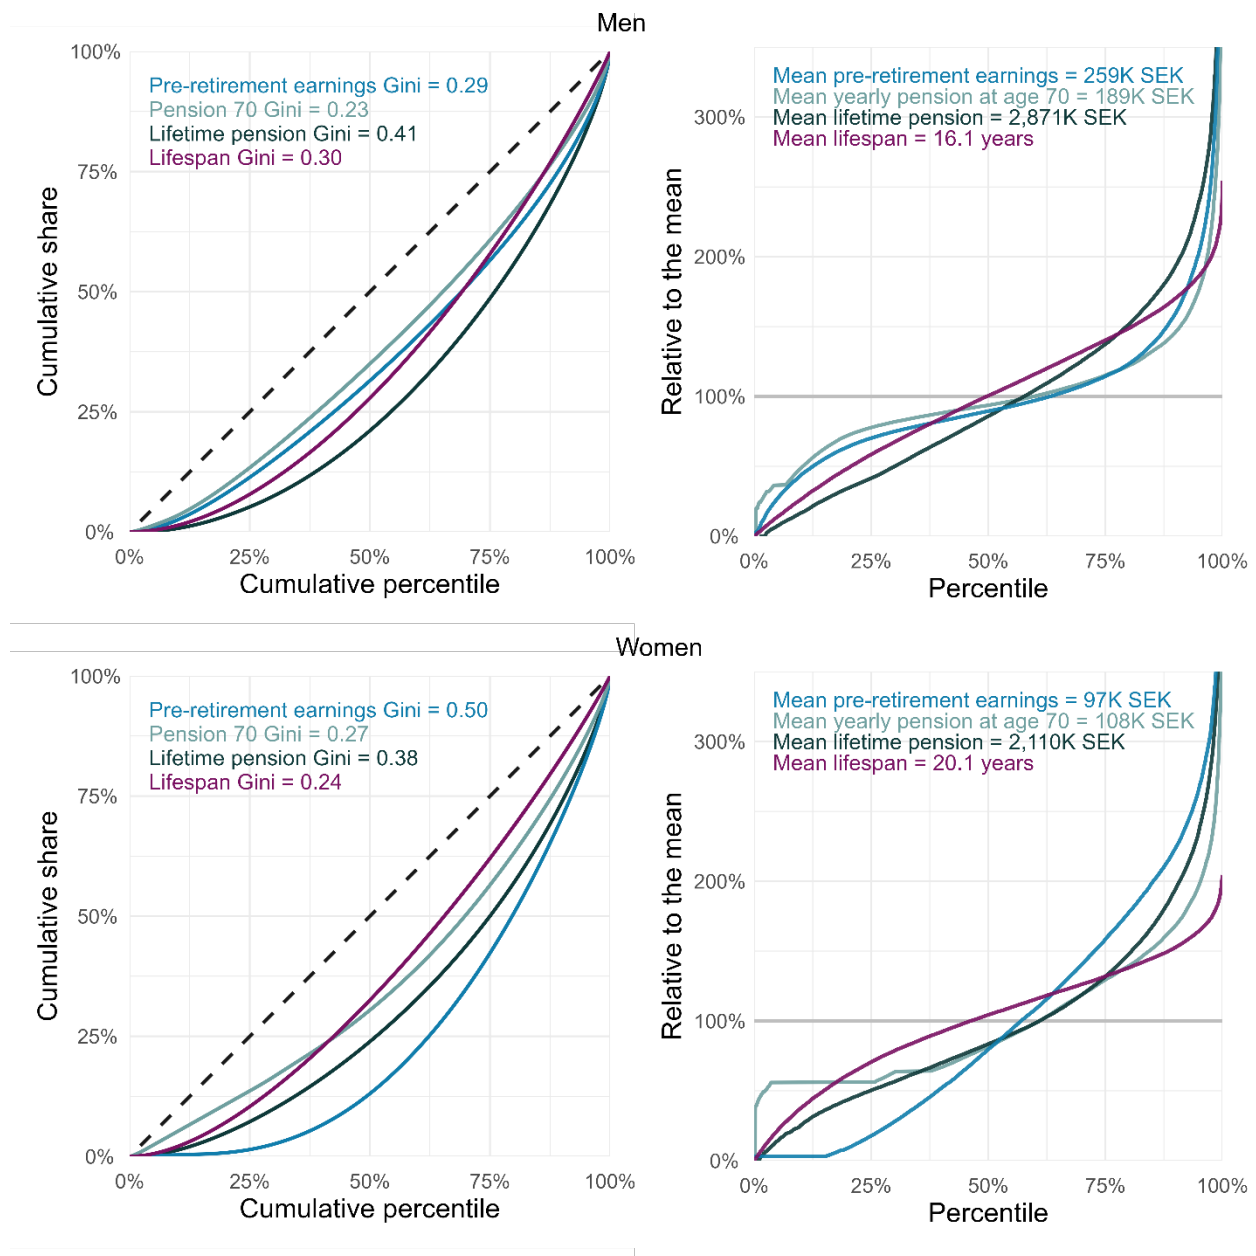 Men
100%
75%
50%
25%
0%
Cumulative share
Pre-retirement earnings Gini = 0.29
Pension 70 Gini = 0.23
Lifetime pension Gini = 0.41
Lifespan Gini = 0.30
0%
25%
50%
75%
100%
Cumulative percentile
300%
200%
100%
0%
Relative to the mean
Mean pre-retirement earnings = 259K SEK
Mean yearly pension at age 70 = 189K SEK
Mean lifetime pension = 2,871K SEK
Mean lifespan = 16.1 years
0%
25%
50%
75%
100%
Percentile
Women
100%
75%
50%
25%
0%
Cumulative share
Pre-retirement earnings Gini = 0.50
Pension 70 Gini = 0.27
Lifetime pension Gini = 0.38
Lifespan Gini = 0.24
0%
25%
50%
75%
100%
Cumulative percentile
300%
200%
100%
0%
Relative to the mean
Mean pre-retirement earnings = 97K SEK
Mean yearly pension at age 70 = 108K SEK
Mean lifetime pension = 2,110K SEK
Mean lifespan = 20.1 years
0%
25%
50%
75%
100%
Percentile